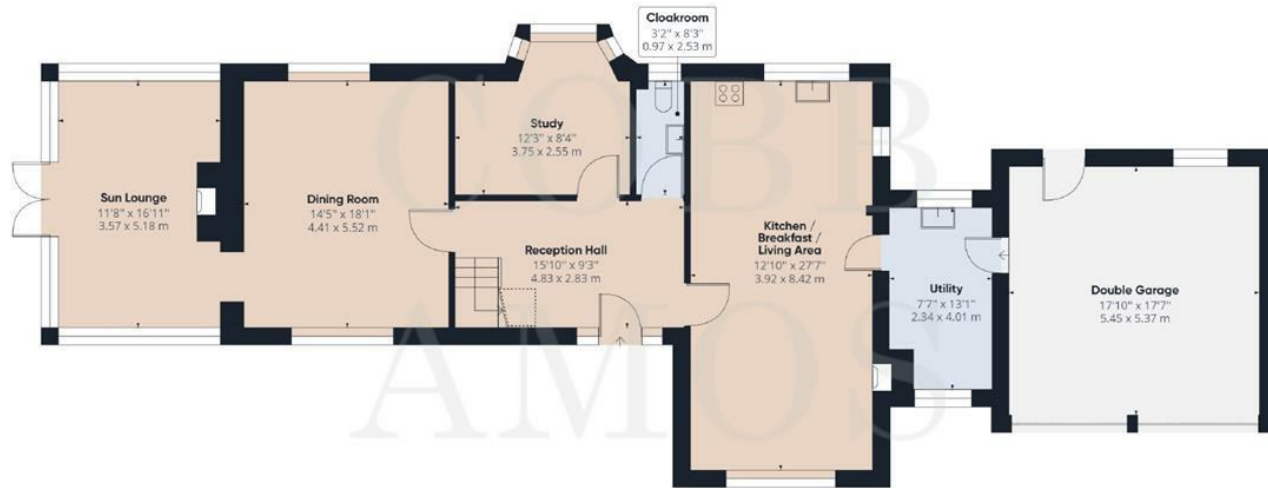 Cloakroom
3'2" x 8'3"
0.97 x 2.53 m
Study
12'3" x 8'4"
3.75 x 2.55 m
Sun Lounge
11'8" x 16'11"
3.57 x 5.18 m
Dining Room
14'5" x 18'1"
4.41 x 5.52 m
Reception Hall
15'10" x 9'3"
4.83 x 2.83 m
Kitchen /
Breakfast /
Living Area
12'10" x 27'7"
3.92 x 8.42 m
Utility
7'7" x 13'1"
2.34 x 4.01 m
Double Garage
17'10" x 17'7"
5.45 x 5.37 m
COBB
AMOS